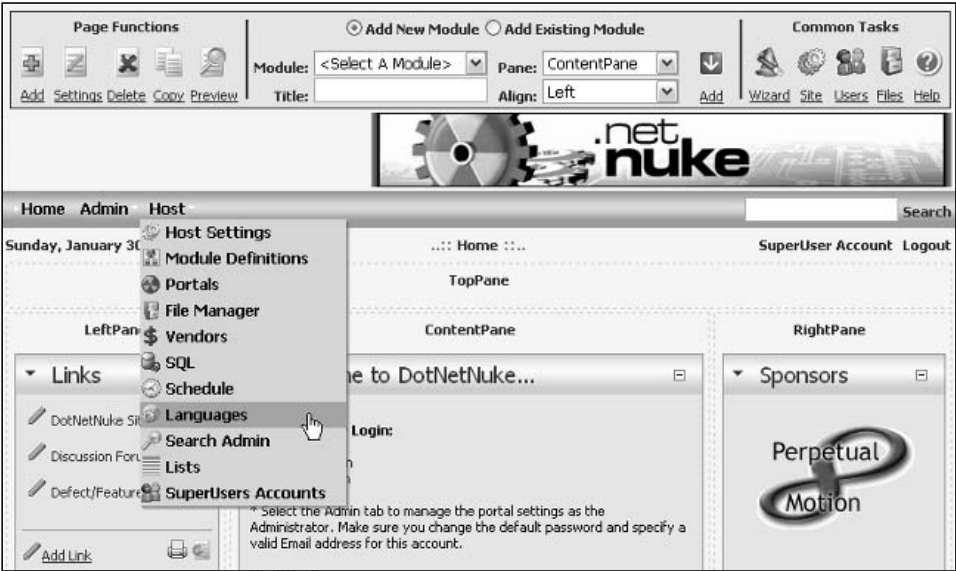 Page Functions
Add New Module Add Existing Module
Common Tasks
Module: <Select A Module> Pane: ContentPane
Title: Align: Left
Add Settings Delete Copy Preview
Add
Wizard Site Users Files Help
.net
nuke
Home Admin Host
Search
Sunday, January 30
..:: Home ::..
SuperUser Account Logout
Host Settings
Module Definitions
Portals
File Manager
Vendors
SQL
Schedule
Languages
Search Admin
Lists
SuperUsers Accounts
TopPane
LeftPan
ContentPane
RightPane
Links
e to DotNetNuke...
Sponsors
DotNetNuke Sit
Discussion Foru
Defect/Feature
Add Link
Login:
* Select the Admin tab to manage the portal settings as the
Administrator. Make sure you change the default password and specify a
valid Email address for this account.
Perpetual
Motion